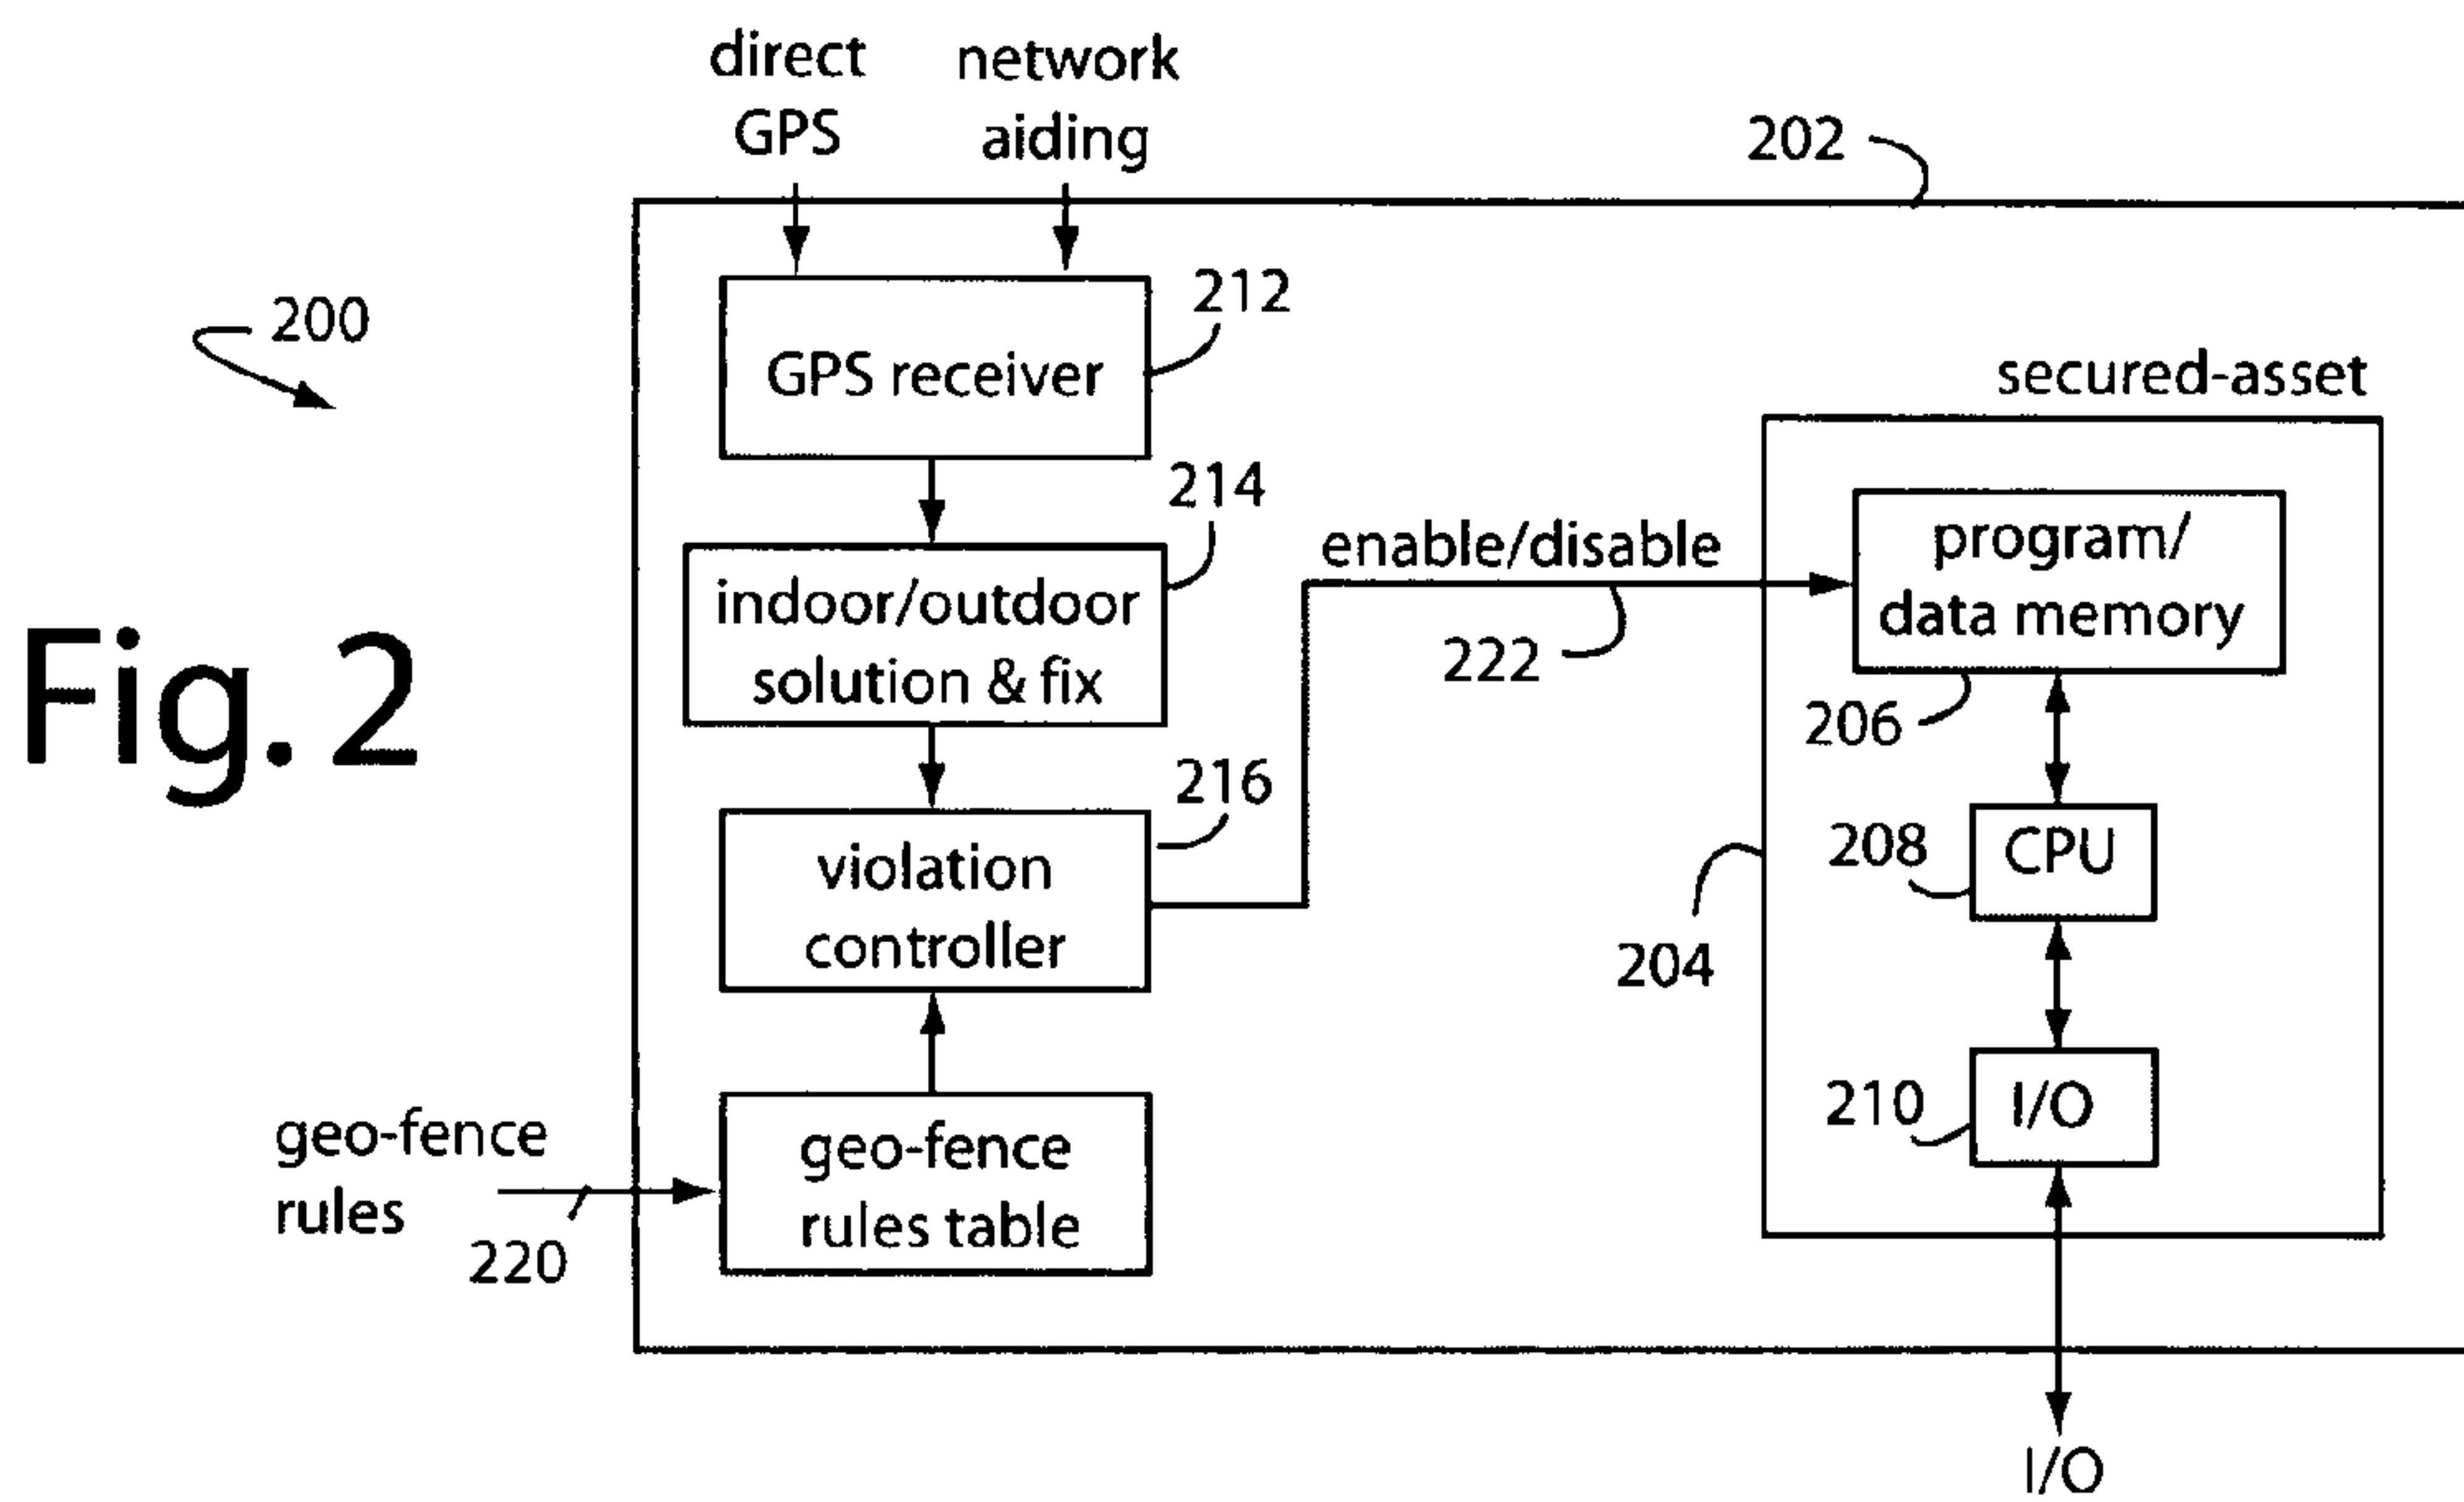 direct
GPS
network
aiding
202
200
212
GPS receiver
secured-asset
214
indoor/outdoor
solution & fix
enable/disable
222
program/
data memory
206
Fig.2
216
violation
controller
208
CPU
204
210
I/O
geo-fence
rules
220
geo-fence
rules table
I/O